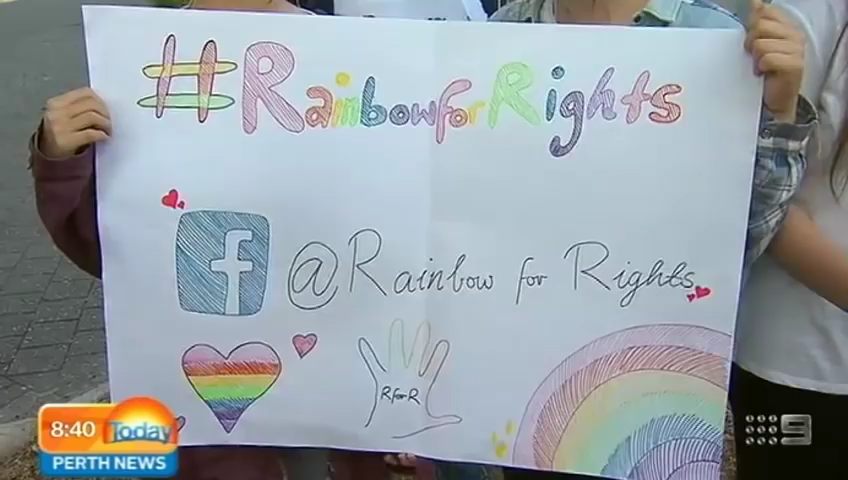 #RainbowforRights
f @Rainbow for Rights
RforR
8:40 Today
PERTH NEWS
9